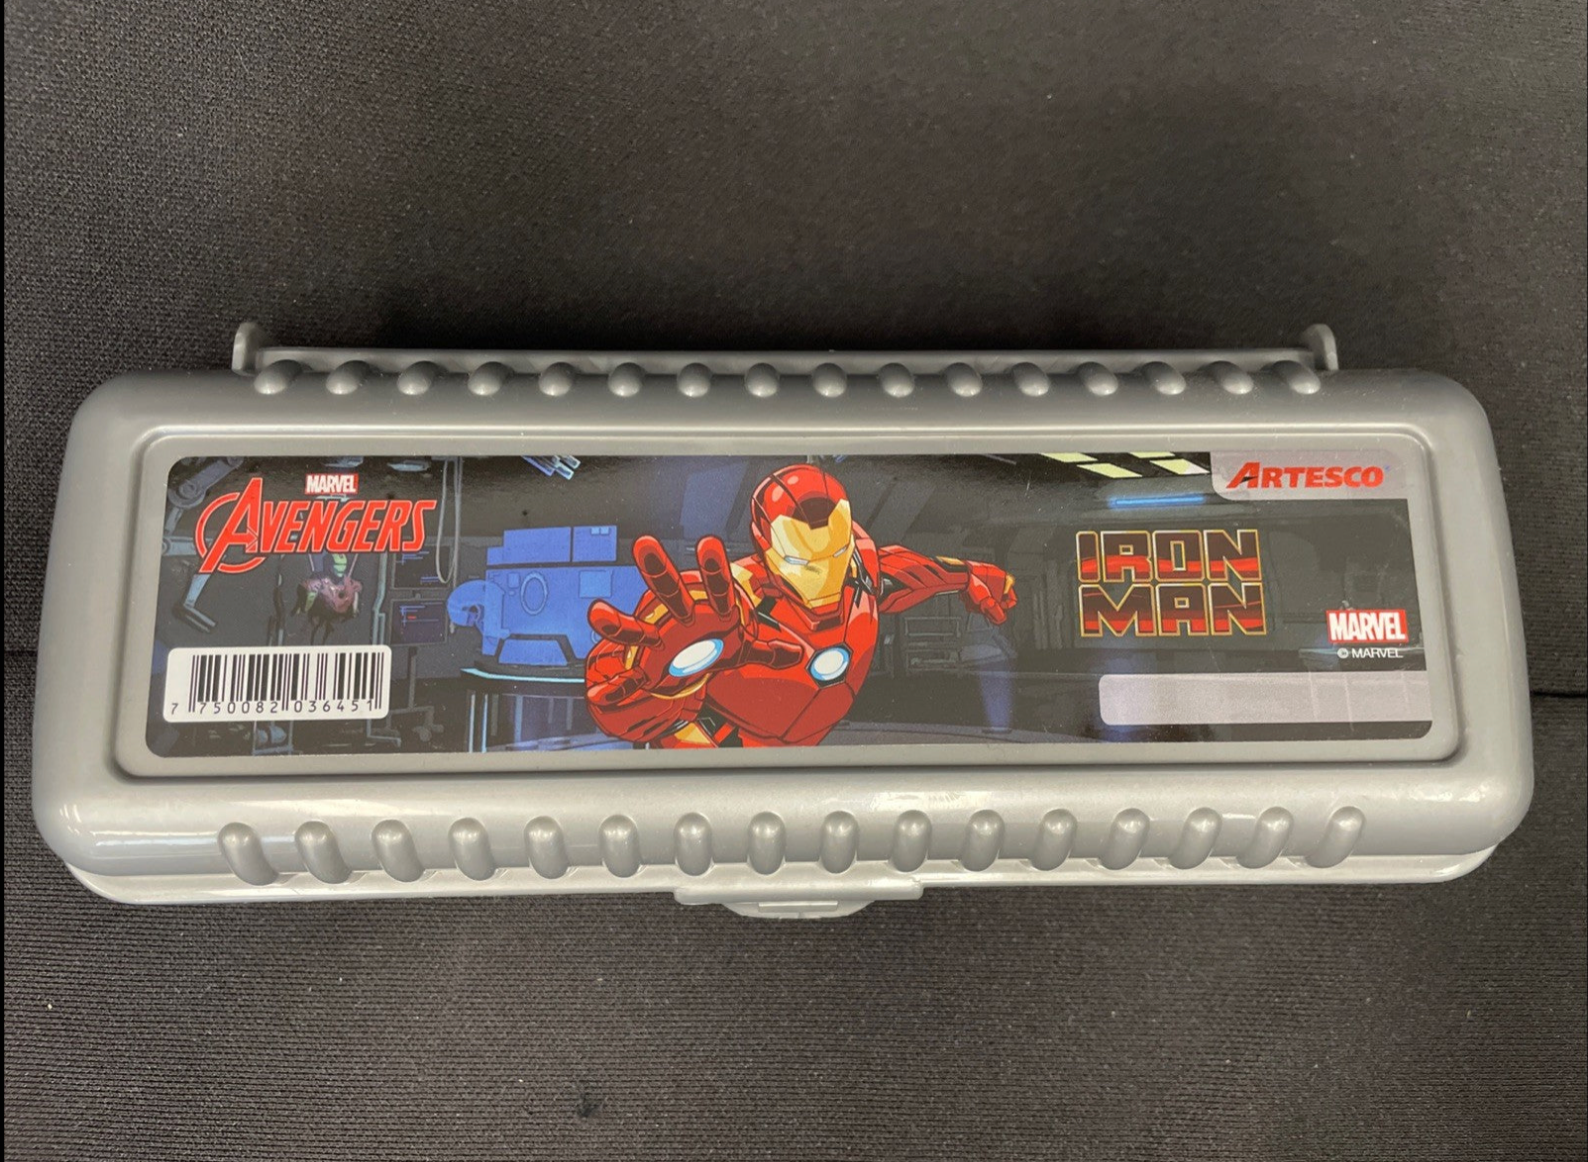 MARVEL
AVENGERS
ARTESCO
IRON
MAN
MARVEL
© MARVEL
7 750082 036451